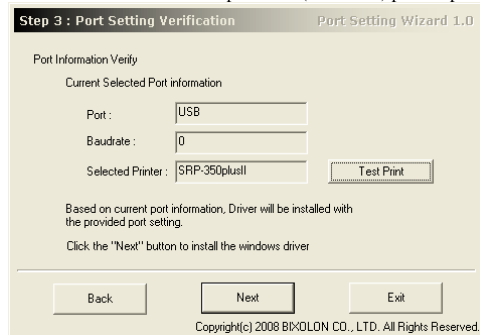 Step 3 : Port Setting Verification
Port Setting Wizard 1.0
Port Information Verify
Current Selected Port information
Port :
USB
Baudrate :
0
Selected Printer :
SRP-350plusII
Test Print
Based on current port information, Driver will be installed with
the provided port setting.
Click the "Next" button to install the windows driver
Back
Next
Exit
Copyright(c) 2008 BIXOLON CO., LTD. All Rights Reserved.